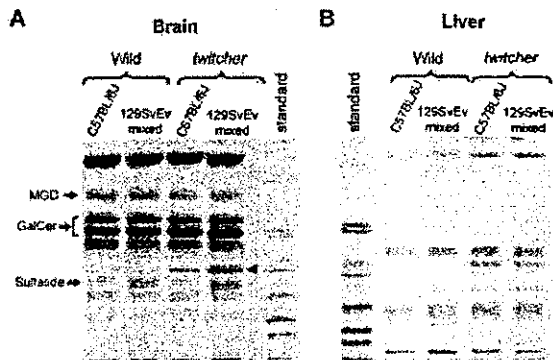 A
Brain
Wild
twitcher
C57BL/6J
129SvEv
mixed
C57BL/6J
129SvEv
mixed
standard
MGD
GalCer
Sulfatide
B
Liver
Wild
twitcher
standard
C57BL/6J
129SvEv
mixed
C57BL/6J
129SvEv
mixed